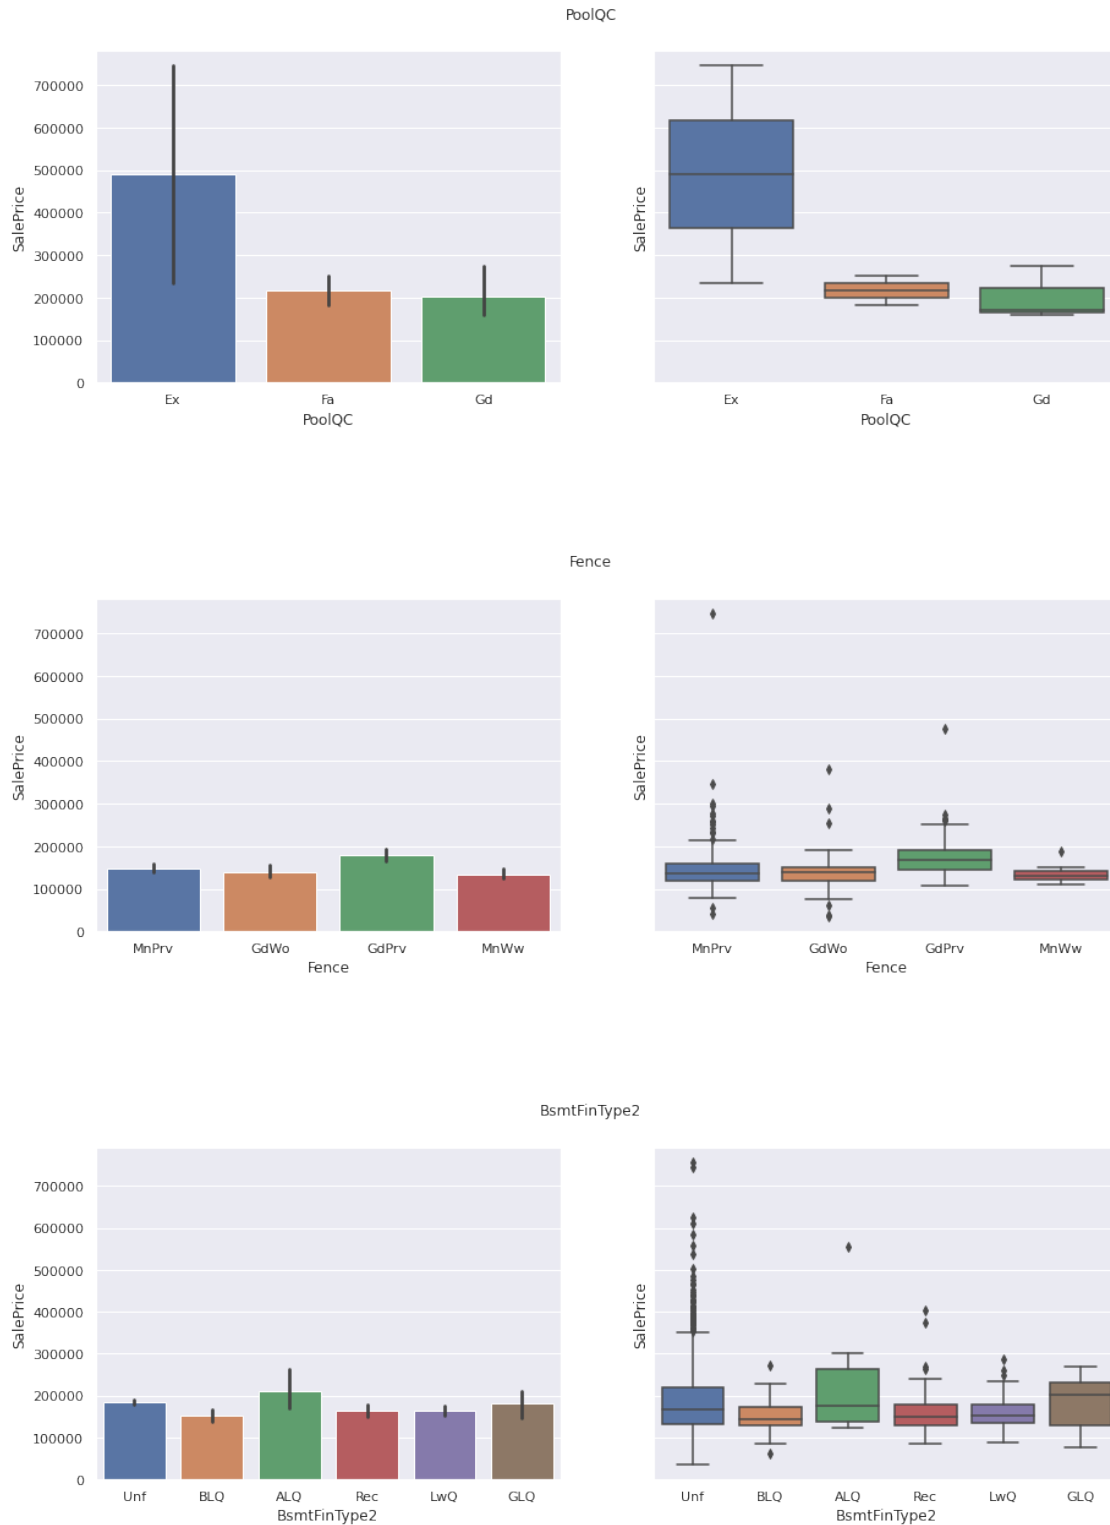 PoolQC
700000
600000
500000
400000
300000
200000
100000
0
SalePrice
Ex Fa Gd
PoolQC
SalePrice
Ex Fa Gd
PoolQC
Fence
700000
600000
500000
400000
300000
200000
100000
0
SalePrice
MnPrv GdWo GdPrv MnWw
Fence
SalePrice
MnPrv GdWo GdPrv MnWw
Fence
BsmtFinType2
700000
600000
500000
400000
300000
200000
100000
0
SalePrice
Unf BLQ ALQ Rec LwQ GLQ
BsmtFinType2
SalePrice
Unf BLQ ALQ Rec LwQ GLQ
BsmtFinType2